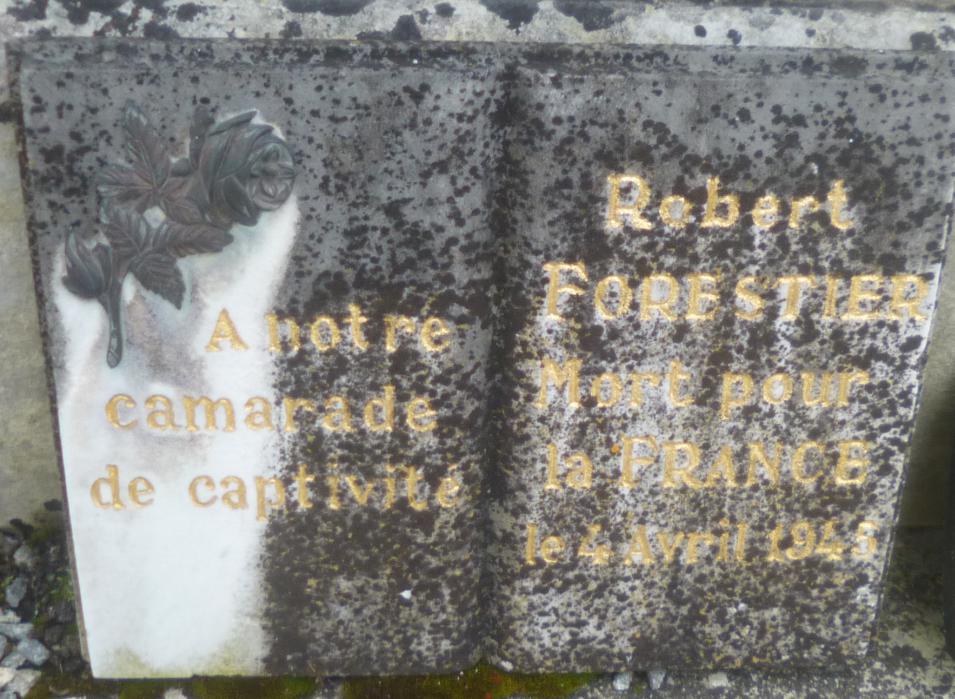 A notre
camarade
de captivité
Robert
FORESTIER
Mort pour
la FRANCE
le 4 Avril 1945